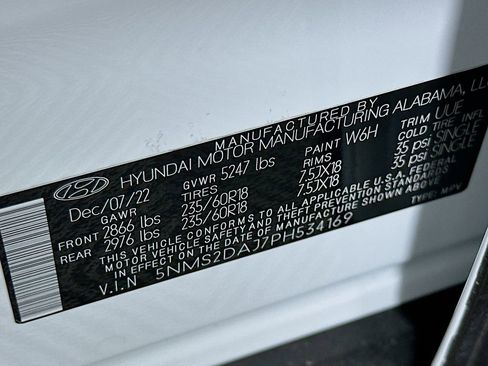 MANUFACTURED BY
HYUNDAI MOTOR MANUFACTURING ALABAMA, LL
Dec/07/22 GVWR 5247 lbs PAINT W6H TRIM UUE
GAWR TIRES RIMS COLD TIRE INFL
FRONT 2866 lbs 235/60R18 7.5JX18 35 psi SINGLE
REAR 2976 lbs 235/60R18 7.5JX18 35 psi SINGLE
THIS VEHICLE CONFORMS TO ALL APPLICABLE U.S.A. FEDERAL
MOTOR VEHICLE SAFETY AND THEFT PREVENTION STANDARDS
IN EFFECT ON THE DATE OF MANUFACTURE SHOWN ABOVE.
V.I.N 5NMS2DAJ7PH534169 TYPE: MPV